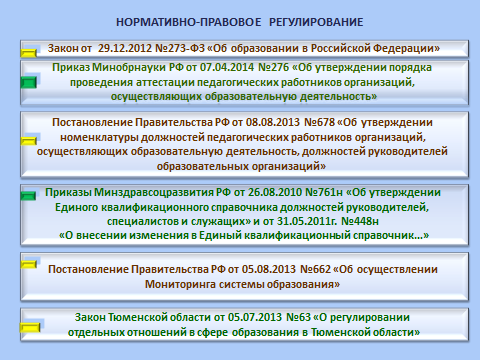 НОРМАТИВНО-ПРАВОВОЕ РЕГУЛИРОВАНИЕ
Закон от 29.12.2012 №273-ФЗ «Об образовании в Российской Федерации»
Приказ Минобрнауки РФ от 07.04.2014 №276 «Об утверждении порядка
проведения аттестации педагогических работников организаций,
осуществляющих образовательную деятельность»
Постановление Правительства РФ от 08.08.2013 №678 «Об утверждении
номенклатуры должностей педагогических работников организаций,
осуществляющих образовательную деятельность, должностей руководителей
образовательных организаций»
Приказы Минздравсоцразвития РФ от 26.08.2010 №761н «Об утверждении
Единого квалификационного справочника должностей руководителей,
специалистов и служащих» и от 31.05.2011г. №448н
«О внесении изменения в Единый квалификационный справочник…»
Постановление Правительства РФ от 05.08.2013 №662 «Об осуществлении
Мониторинга системы образования»
Закон Тюменской области от 05.07.2013 №63 «О регулировании
отдельных отношений в сфере образования в Тюменской области»